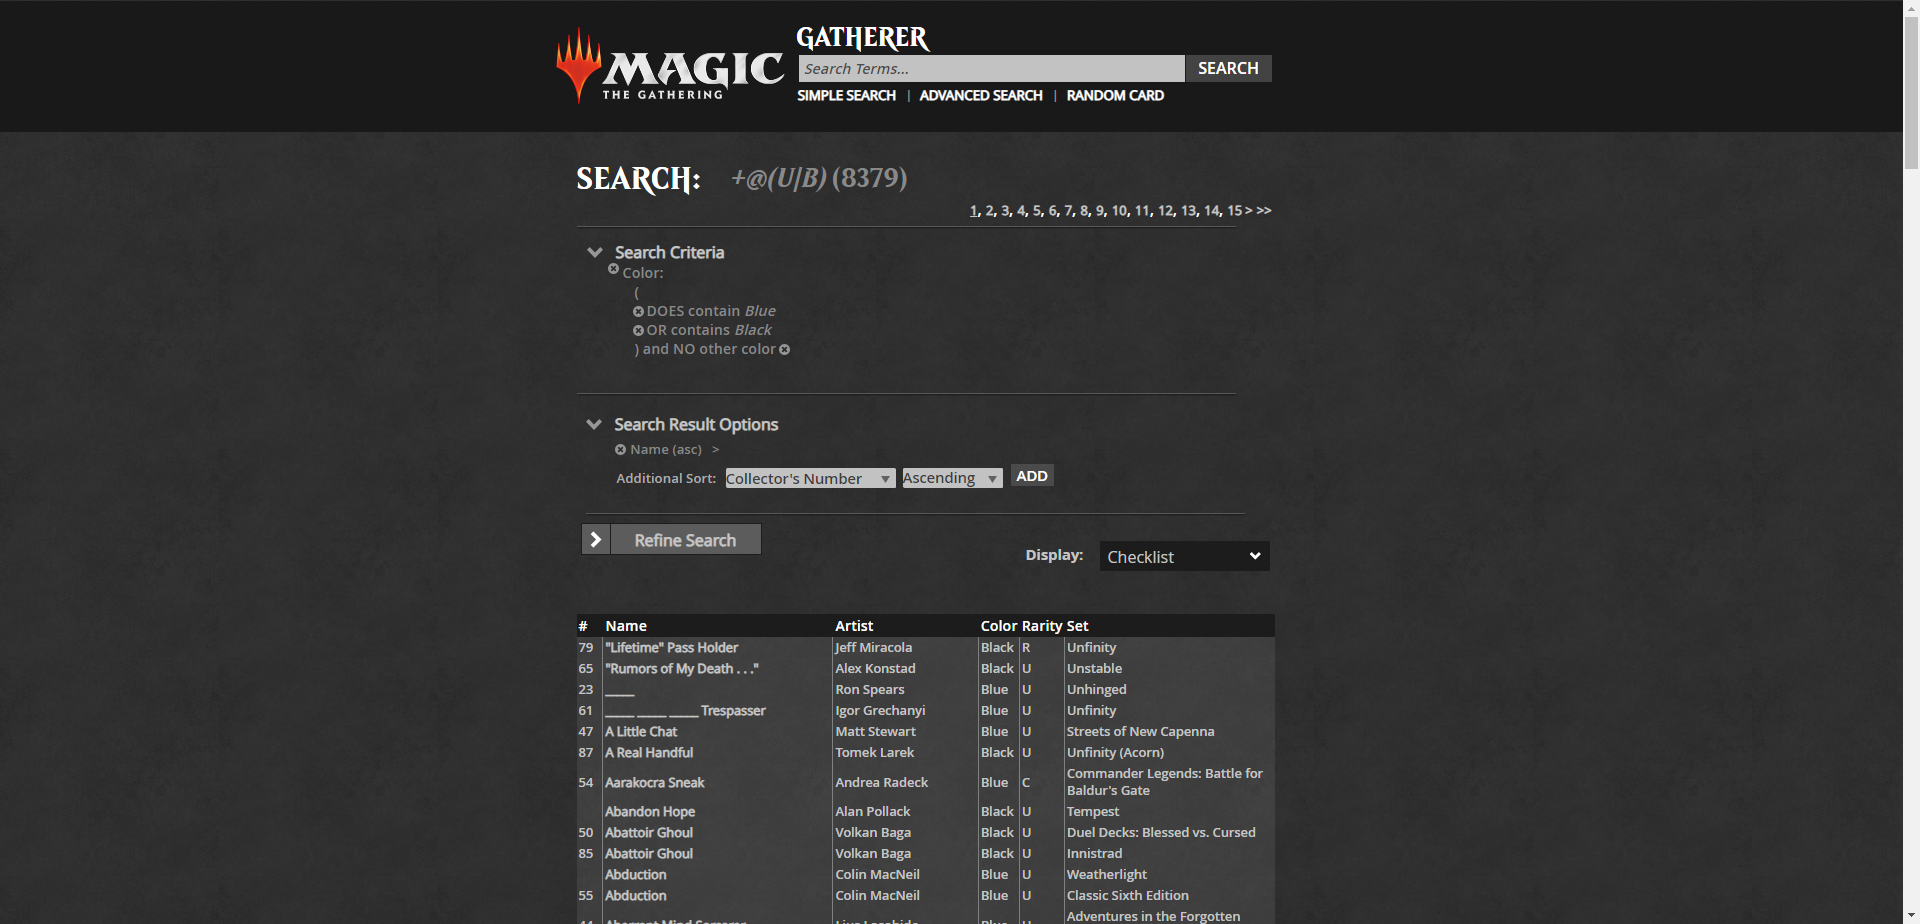 GATHERER
MAGIC
THE GATHERING
Search Terms...
SEARCH
SIMPLE SEARCH | ADVANCED SEARCH | RANDOM CARD
SEARCH: +@(U|B) (8379)
1, 2, 3, 4, 5, 6, 7, 8, 9, 10, 11, 12, 13, 14, 15 > >>
Search Criteria
Color:
(
DOES contain Blue
OR contains Black
) and NO other color
Search Result Options
Name (asc) >
Additional Sort: Collector's Number Ascending ADD
Refine Search
Display: Checklist
# Name Artist Color Rarity Set
79 "Lifetime" Pass Holder Jeff Miracola Black R Unfinity
65 "Rumors of My Death . . ." Alex Konstad Black U Unstable
23 _____ Ron Spears Blue U Unhinged
61 _____ _____ _____ Trespasser Igor Grechanyi Blue U Unfinity
47 A Little Chat Matt Stewart Blue U Streets of New Capenna
87 A Real Handful Tomek Larek Black U Unfinity (Acorn)
54 Aarakocra Sneak Andrea Radeck Blue C Commander Legends: Battle for
Baldur's Gate
Abandon Hope Alan Pollack Black U Tempest
50 Abattoir Ghoul Volkan Baga Black U Duel Decks: Blessed vs. Cursed
85 Abattoir Ghoul Volkan Baga Black U Innistrad
Abduction Colin MacNeil Blue U Weatherlight
55 Abduction Colin MacNeil Blue U Classic Sixth Edition
Adventures in the Forgotten